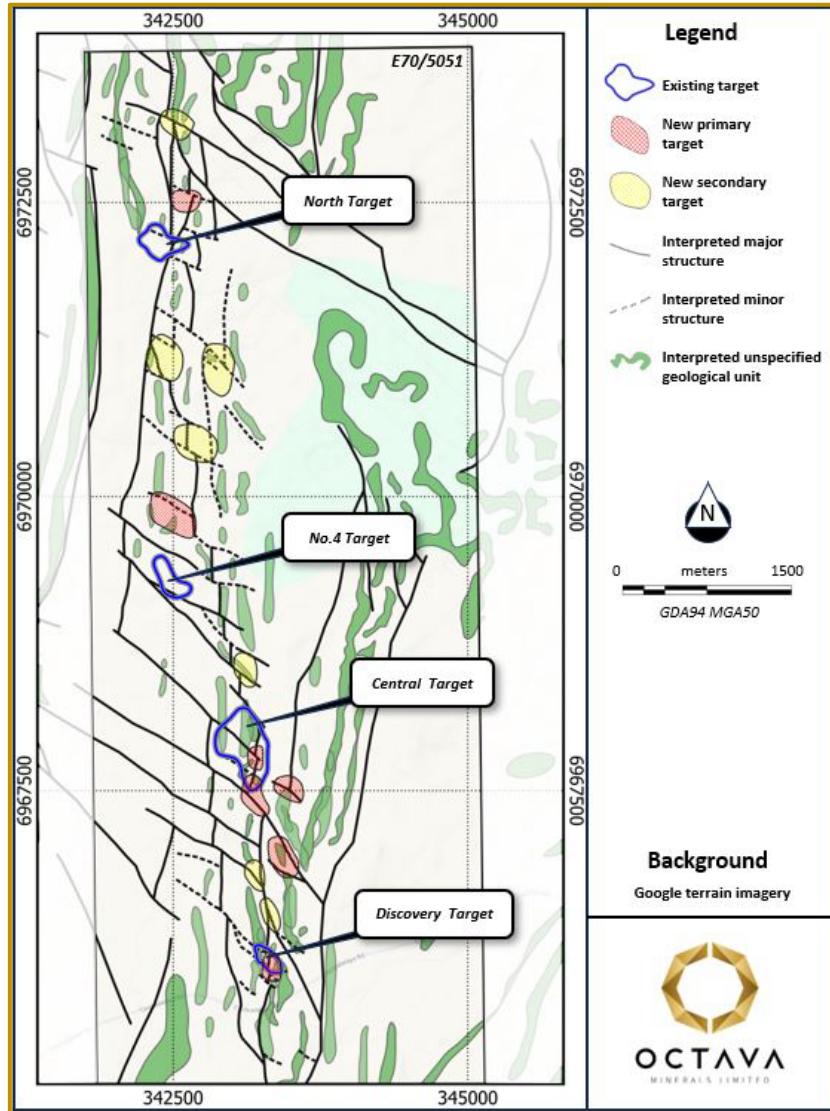 342500 345000
E70/5051
6972500
6972500
North Target
6970000
6970000
No.4 Target
Central Target
6967500
6967500
Discovery Target
342500 345000
Legend
Existing target
New primary
target
New secondary
target
Interpreted major
structure
Interpreted minor
structure
Interpreted unspecified
geological unit
N
0 meters 1500
GDA94 MGA50
Background
Google terrain imagery
OCTAVA
MINERALS LIMITED